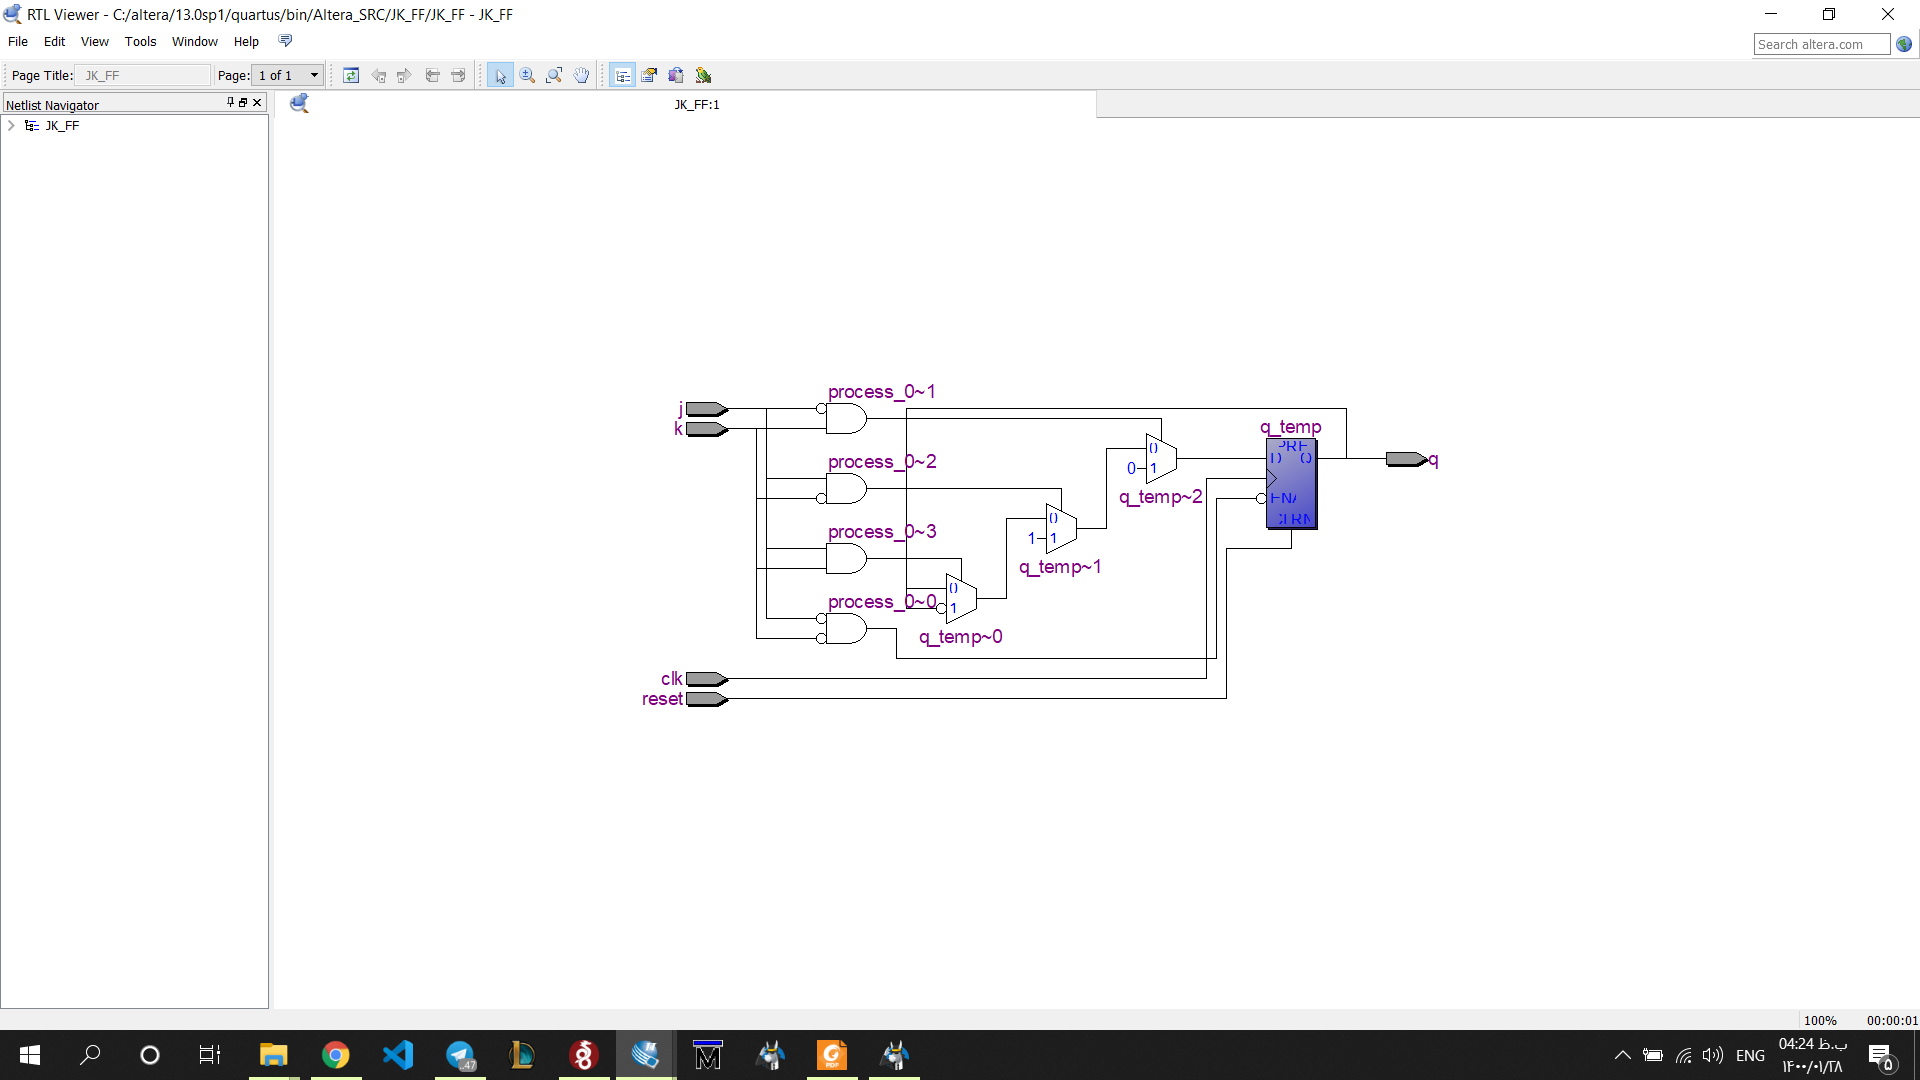 RTL Viewer - C:/altera/13.0sp1/quartus/bin/Altera_SRC/JK_FF/JK_FF - JK_FF
File Edit View Tools Window Help
Search altera.com
Page Title: JK_FF Page: 1 of 1
Netlist Navigator
JK_FF:1
JK_FF
process_0~1
j
k
q_temp
PRE
D Q
ENA
CLRN
q
0
0 1
q_temp~2
process_0~2
0
1 1
q_temp~1
process_0~3
0
1
q_temp~0
process_0~0
clk
reset
100% 00:00:01
.47
PDF
ENG
04:24 ب.ظ
۱۴۰۰/۰۱/۲۸
۵